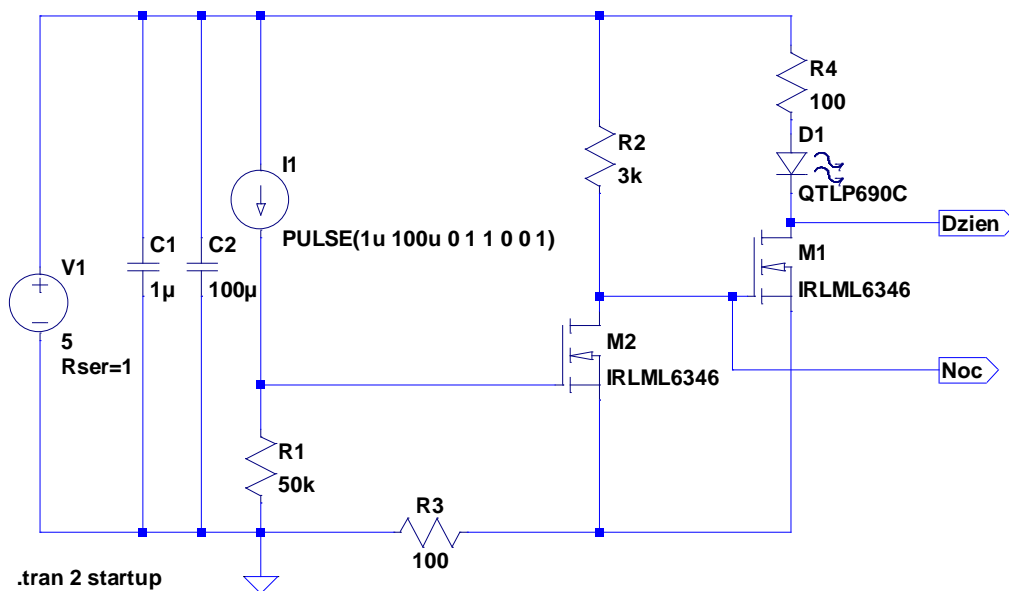 R4
100
D1
QTLP690C
R2
3k
I1
PULSE(1u 100u 0 1 1 0 0 1)
Dzien
C1
1µ
C2
100µ
M1
IRLML6346
V1
+
–
5
Rser=1
M2
IRLML6346
Noc
R1
50k
R3
100
.tran 2 startup